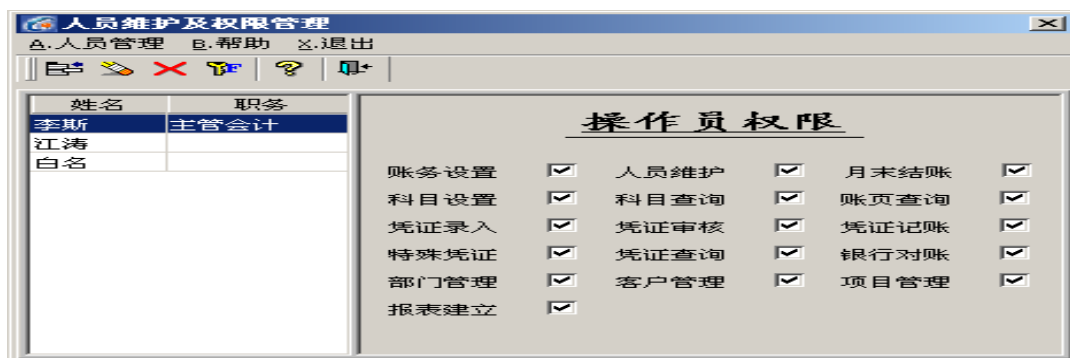 人员维护及权限管理
A.人员管理 B.帮助 X.退出
姓名 职务
李斯 主管会计
江涛
白名
操作员权限
账务设置 人员维护 月末结账
科目设置 科目查询 账页查询
凭证录入 凭证审核 凭证记账
特殊凭证 凭证查询 银行对账
部门管理 客户管理 项目管理
报表建立